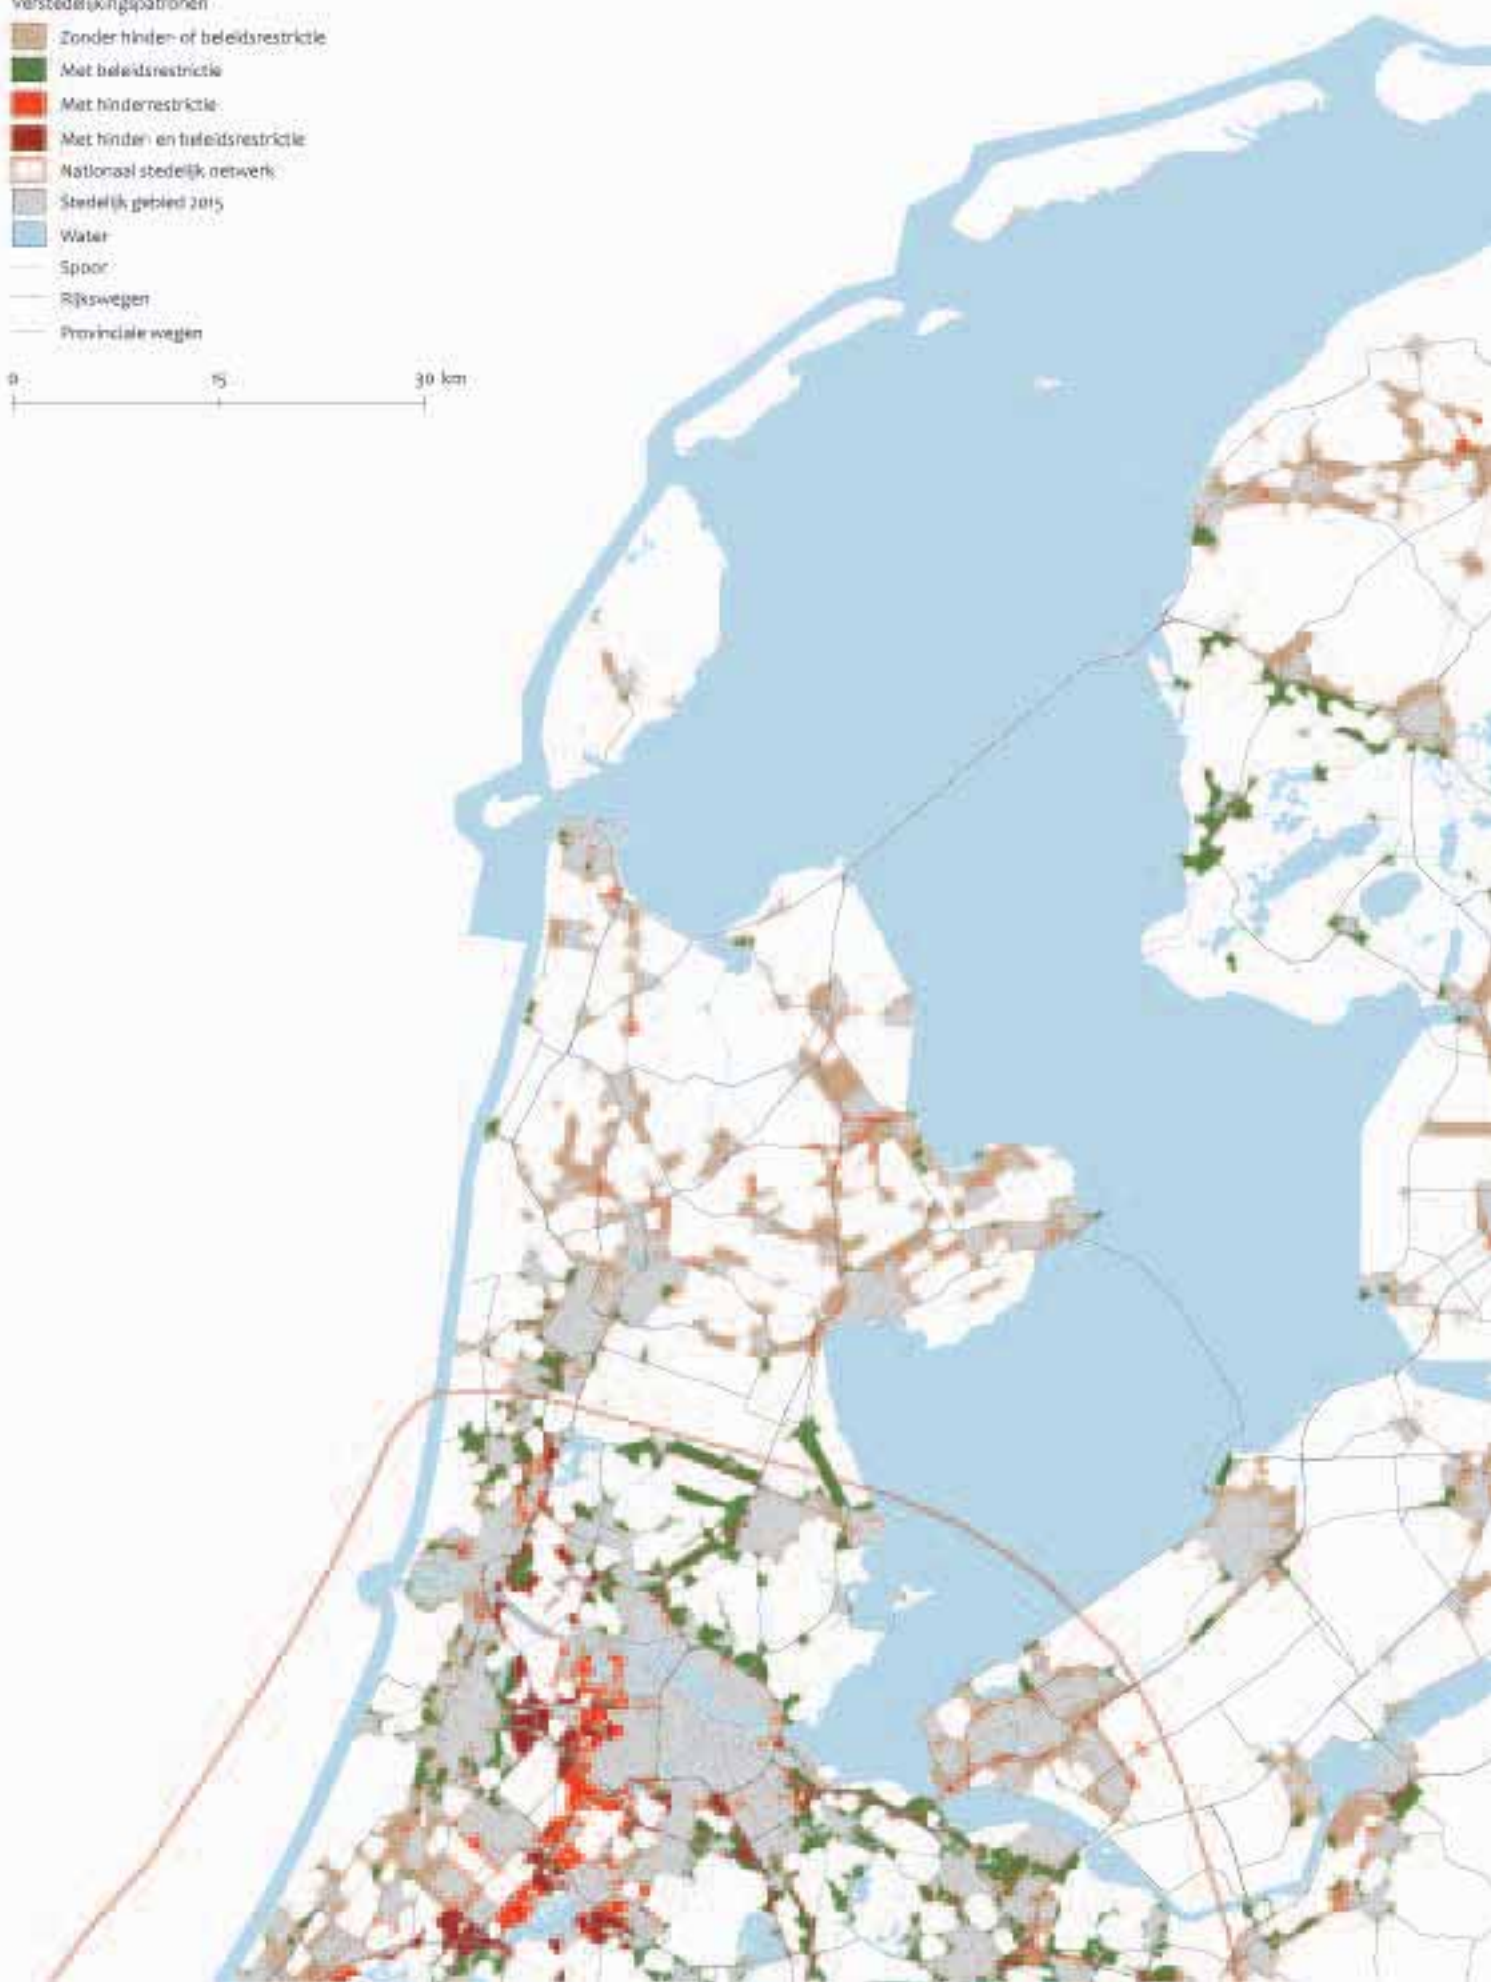 Verstedelijkingspatronen
Zonder hinder- of beleidsrestrictie
Met beleidsrestrictie
Met hinderrestrictie
Met hinder- en beleidsrestrictie
Nationaal stedelijk netwerk
Stedelijk gebied 2015
Water
Spoor
Rijkswegen
Provinciale wegen
0 15 30 km